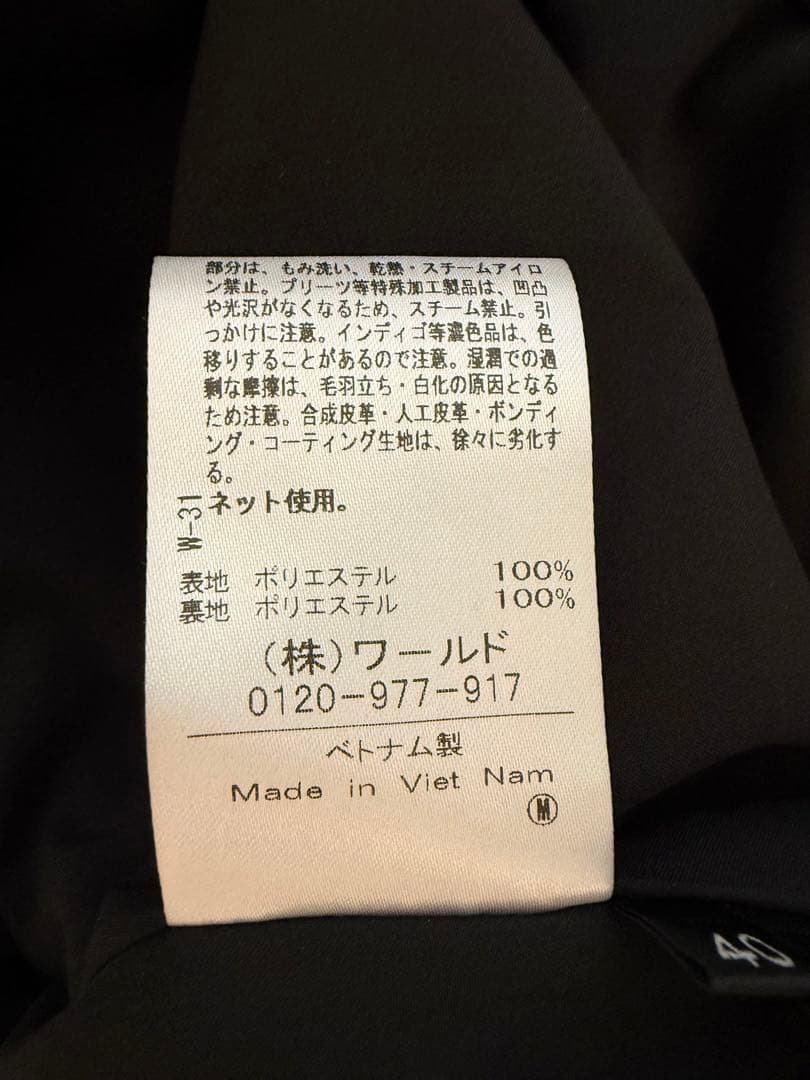 部分は、もみ洗い、乾熱・スチームアイロ
ン禁止。プリーツ等特殊加工製品は、凹凸
や光沢がなくなるため、スチーム禁止。引
っかけに注意。インディゴ等濃色品は、色
移りすることがあるので注意。湿潤での過
剰な摩擦は、毛羽立ち・白化の原因となる
ため注意。合成皮革・人工皮革・ボンディ
ング・コーティング生地は、徐々に劣化す
る。
ネット使用。
W-31
表地 ポリエステル 100%
裏地 ポリエステル 100%
(株)ワールド
0120-977-917
ベトナム製
Made in Viet Nam
M
40